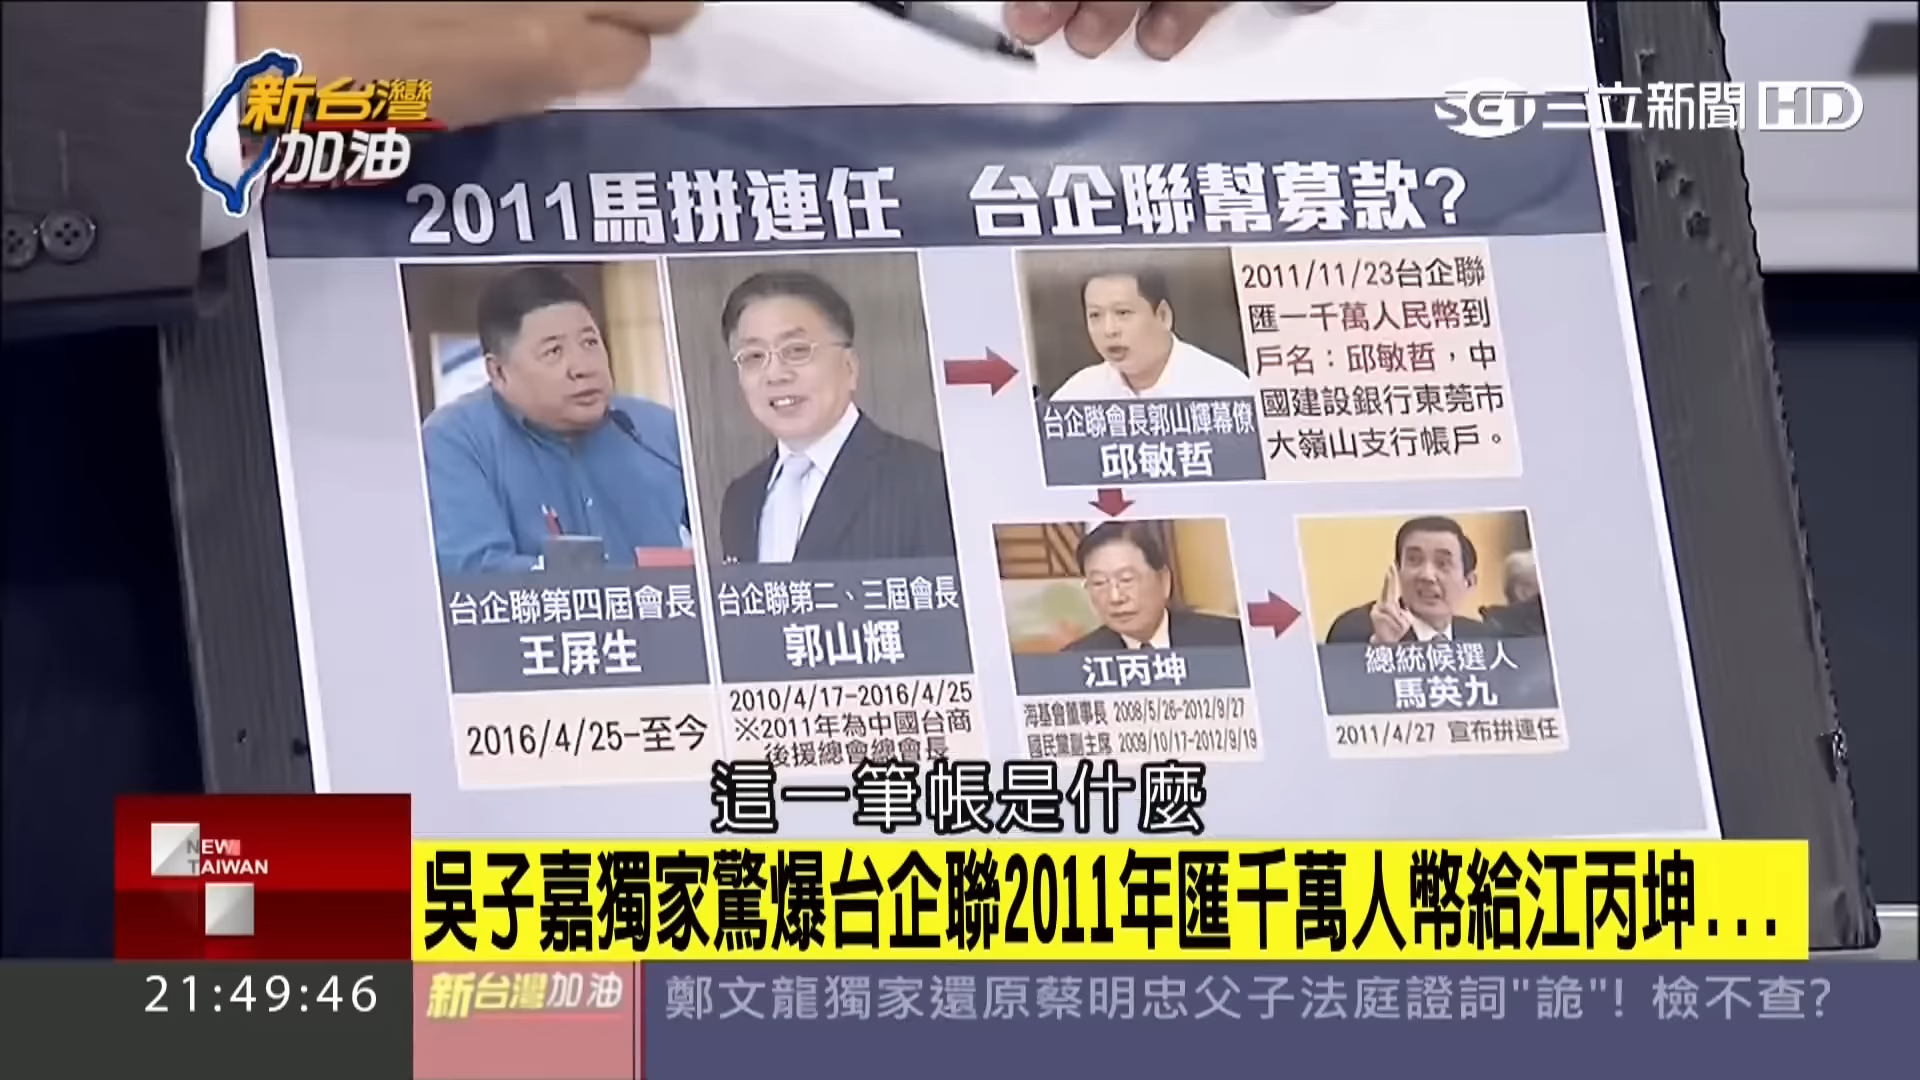 新台灣
加油
SET三立新聞HD
2011馬拼連任 台企聯幫募款?
2011/11/23台企聯
匯一千萬人民幣到
戶名：邱敏哲，中
國建設銀行東莞市
大嶺山支行帳戶。
台企聯會長郭山輝幕僚
邱敏哲
台企聯第四屆會長
王屏生
2016/4/25-至今
台企聯第二、三屆會長
郭山輝
2010/4/17-2016/4/25
※2011年為中國台商
後援總會總會長
江丙坤
海基會董事長 2008/5/26-2012/9/27
國民黨副主席 2009/10/17-2012/9/19
總統候選人
馬英九
2011/4/27 宣布拚連任
這一筆帳是什麼
NEW
TAIWAN
吳子嘉獨家驚爆台企聯2011年匯千萬人幣給江丙坤...
21:49:46
新台灣加油
鄭文龍獨家還原蔡明忠父子法庭證詞"詭"! 檢不查?